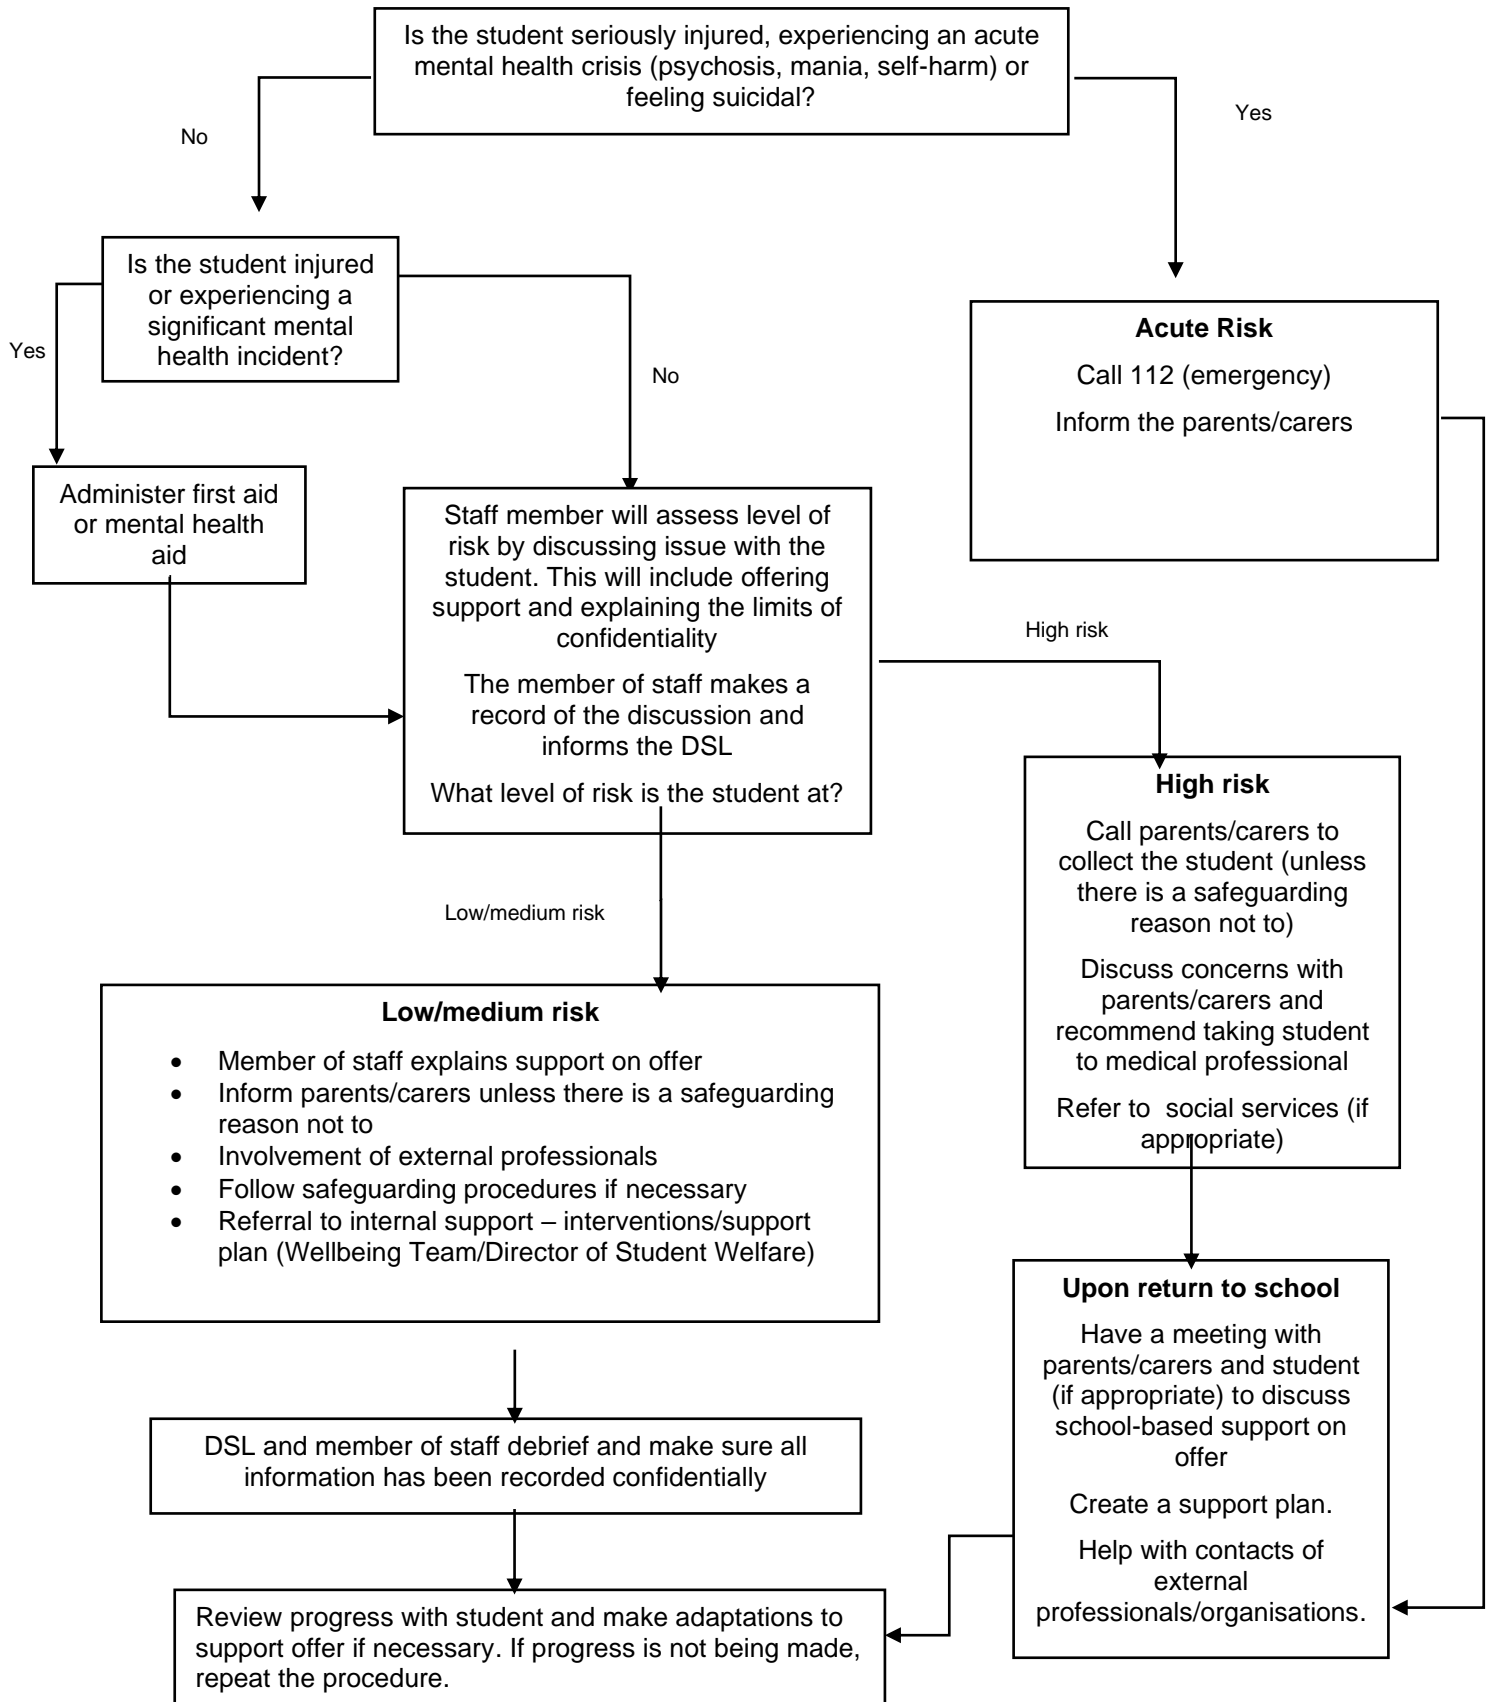 Is the student seriously injured, experiencing an acute
mental health crisis (psychosis, mania, self-harm) or
feeling suicidal?
No
Yes
Is the student injured
or experiencing a
significant mental
health incident?
Yes
No
Acute Risk
Call 112 (emergency)
Inform the parents/carers
Administer first aid
or mental health
aid
Staff member will assess level of
risk by discussing issue with the
student. This will include offering
support and explaining the limits of
confidentiality
The member of staff makes a
record of the discussion and
informs the DSL
What level of risk is the student at?
High risk
Low/medium risk
High risk
Call parents/carers to
collect the student (unless
there is a safeguarding
reason not to)
Discuss concerns with
parents/carers and
recommend taking student
to medical professional
Refer to  social services (if
appropriate)
Low/medium risk
• Member of staff explains support on offer
• Inform parents/carers unless there is a safeguarding
reason not to
• Involvement of external professionals
• Follow safeguarding procedures if necessary
• Referral to internal support – interventions/support
plan (Wellbeing Team/Director of Student Welfare)
Upon return to school
Have a meeting with
parents/carers and student
(if appropriate) to discuss
school-based support on
offer
Create a support plan.
Help with contacts of
external
professionals/organisations.
DSL and member of staff debrief and make sure all
information has been recorded confidentially
Review progress with student and make adaptations to
support offer if necessary. If progress is not being made,
repeat the procedure.